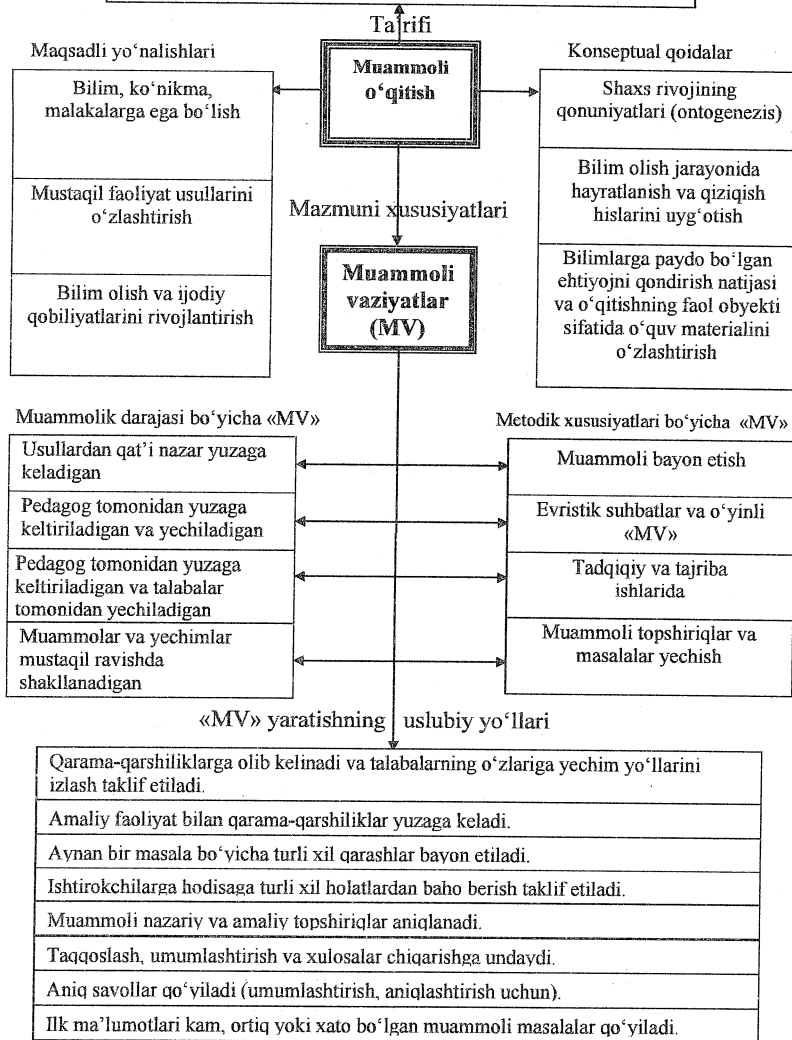 Ta'rifi
Maqsadli yo‘nalishlari
Bilim, ko‘nikma,
malakalarga ega bo‘lish
Mustaqil faoliyat usullarini
o‘zlashtirish
Bilim olish va ijodiy
qobiliyatlarini rivojlantirish
Muammoli
o‘qitish
Konseptual qoidalar
Shaxs rivojining
qonuniyatlari (ontogenezis)
Bilim olish jarayonida
hayratlanish va qiziqish
hislarini uyg‘otish
Bilimlarga paydo bo‘lgan
ehtiyojni qondirish natijasi
va o‘qitishning faol obyekti
sifatida o‘quv materialini
o‘zlashtirish
Mazmuni xususiyatlari
Muammoli
vaziyatlar
(MV)
Muammolik darajasi bo‘yicha «MV»
Usullardan qat’i nazar yuzaga
keladigan
Pedagog tomonidan yuzaga
keltiriladigan va yechiladigan
Pedagog tomonidan yuzaga
keltiriladigan va talabalar
tomonidan yechiladigan
Muammolar va yechimlar
mustaqil ravishda
shakllanadigan
Metodik xususiyatlari bo‘yicha «MV»
Muammoli bayon etish
Evristik suhbatlar va o‘yinli
«MV»
Tadqiqiy va tajriba
ishlarida
Muammoli topshiriqlar va
masalalar yechish
«MV» yaratishning uslubiy yo‘llari
Qarama-qarshiliklarga olib kelinadi va talabalarning o‘zlariga yechim yo‘llarini
izlash taklif etiladi.
Amaliy faoliyat bilan qarama-qarshiliklar yuzaga keladi.
Aynan bir masala bo‘yicha turli xil qarashlar bayon etiladi.
Ishtirokchilarga hodisaga turli xil holatlardan baho berish taklif etiladi.
Muammoli nazariy va amaliy topshiriqlar aniqlanadi.
Taqqoslash, umumlashtirish va xulosalar chiqarishga undaydi.
Aniq savollar qo‘yiladi (umumlashtirish, aniqlashtirish uchun).
Ilk ma’lumotlari kam, ortiq yoki xato bo‘lgan muammoli masalalar qo‘yiladi.